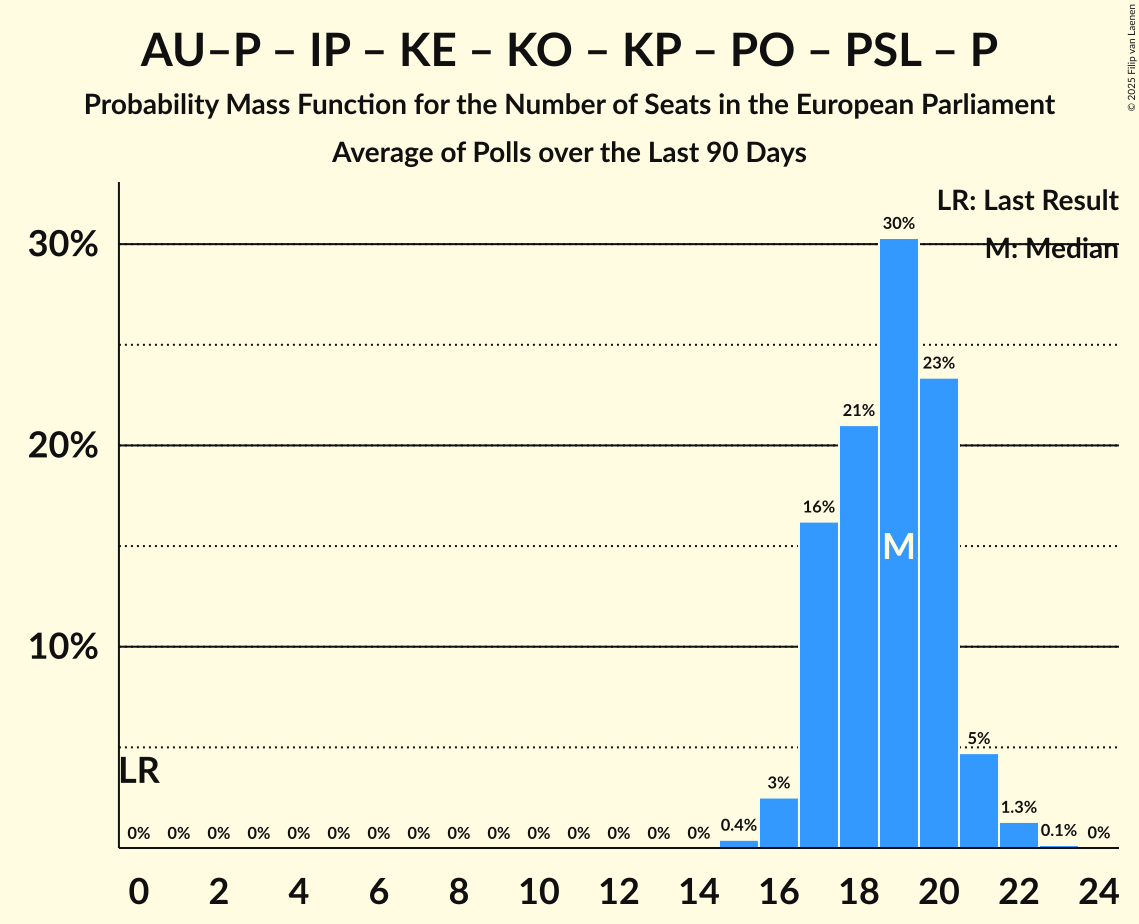 AU–P – IP – KE – KO – KP – PO – PSL – P
Probability Mass Function for the Number of Seats in the European Parliament
Average of Polls over the Last 90 Days
© 2025 Filip van Laenen
LR: Last Result
M: Median
30%
20%
10%
30%
23%
21%
16%
M
5%
3%
1.3%
0.4%
0.1%
LR
0% 0% 0% 0% 0% 0% 0% 0% 0% 0% 0% 0% 0% 0% 0% 0%
0 2 4 6 8 10 12 14 16 18 20 22 24